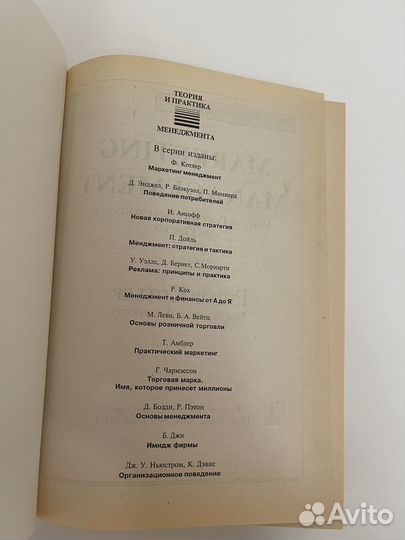 ТЕОРИЯ
И ПРАКТИКА
МЕНЕДЖМЕНТА
В серии изданы:
Ф. Котлер
Маркетинг менеджмент
Д. Энджел, Р. Блэкуэлл, П. Миниард
Поведение потребителей
И. Ансофф
Новая корпоративная стратегия
П. Дойль
Менджмент: стратегия и тактика
У. Уэллс, Д. Бернет, С. Мориарти
Реклама: принципы и практика
Р. Кох
Менеджмент и финансы от А до Я
М. Леви, Б. А. Вейтц
Основы розничной торговли
Т. Амблер
Практический маркетинг
Г. Чармэссон
Торговая марка.
Имя, которое принесет миллионы
Д. Бодди, Р. Пэтон
Основы менеджмента
Б. Джи
Имидж фирмы
Дж. У. Ньюстром, К. Дэвис
Организационное поведение
Avito